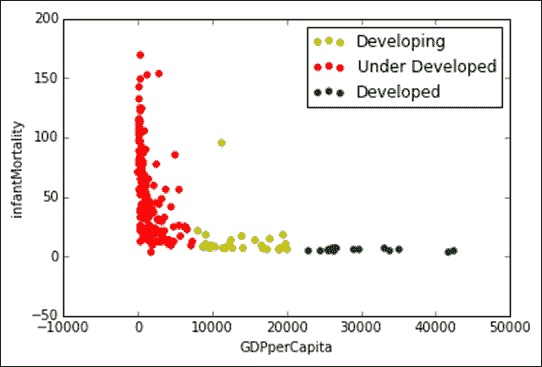 200
150
100
50
0
−50
infantMortality
Developing
Under Developed
Developed
−10000 0 10000 20000 30000 40000 50000
GDPperCapita